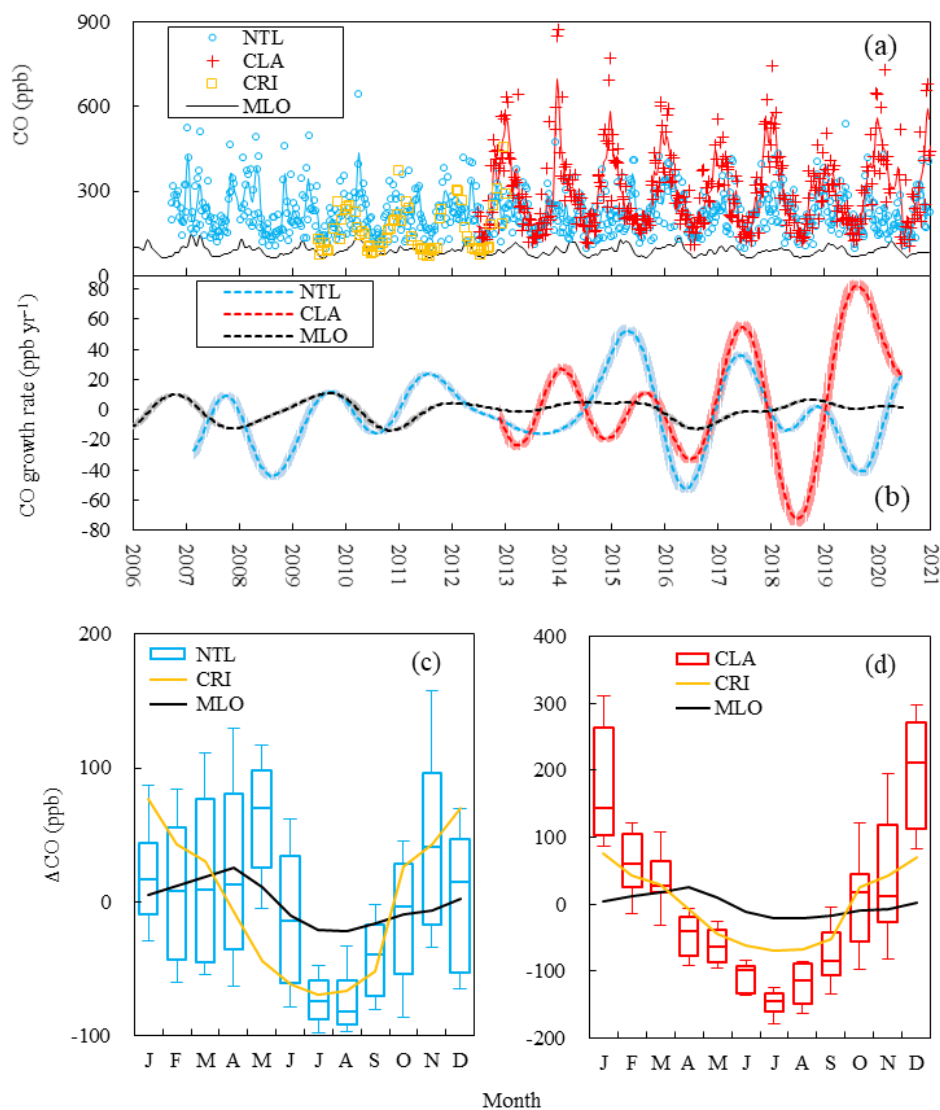 900
600
300
0
CO (ppb)
NTL
CLA
CRI
MLO
(a)
80
60
40
20
0
-20
-40
-60
-80
CO growth rate (ppb yr⁻¹)
NTL
CLA
MLO
(b)
2006 2007 2008 2009 2010 2011 2012 2013 2014 2015 2016 2017 2018 2019 2020 2021
200
100
0
-100
ΔCO (ppb)
NTL
CRI
MLO
(c)
J F M A M J J A S O N D
400
300
200
100
0
-100
-200
CLA
CRI
MLO
(d)
J F M A M J J A S O N D
Month